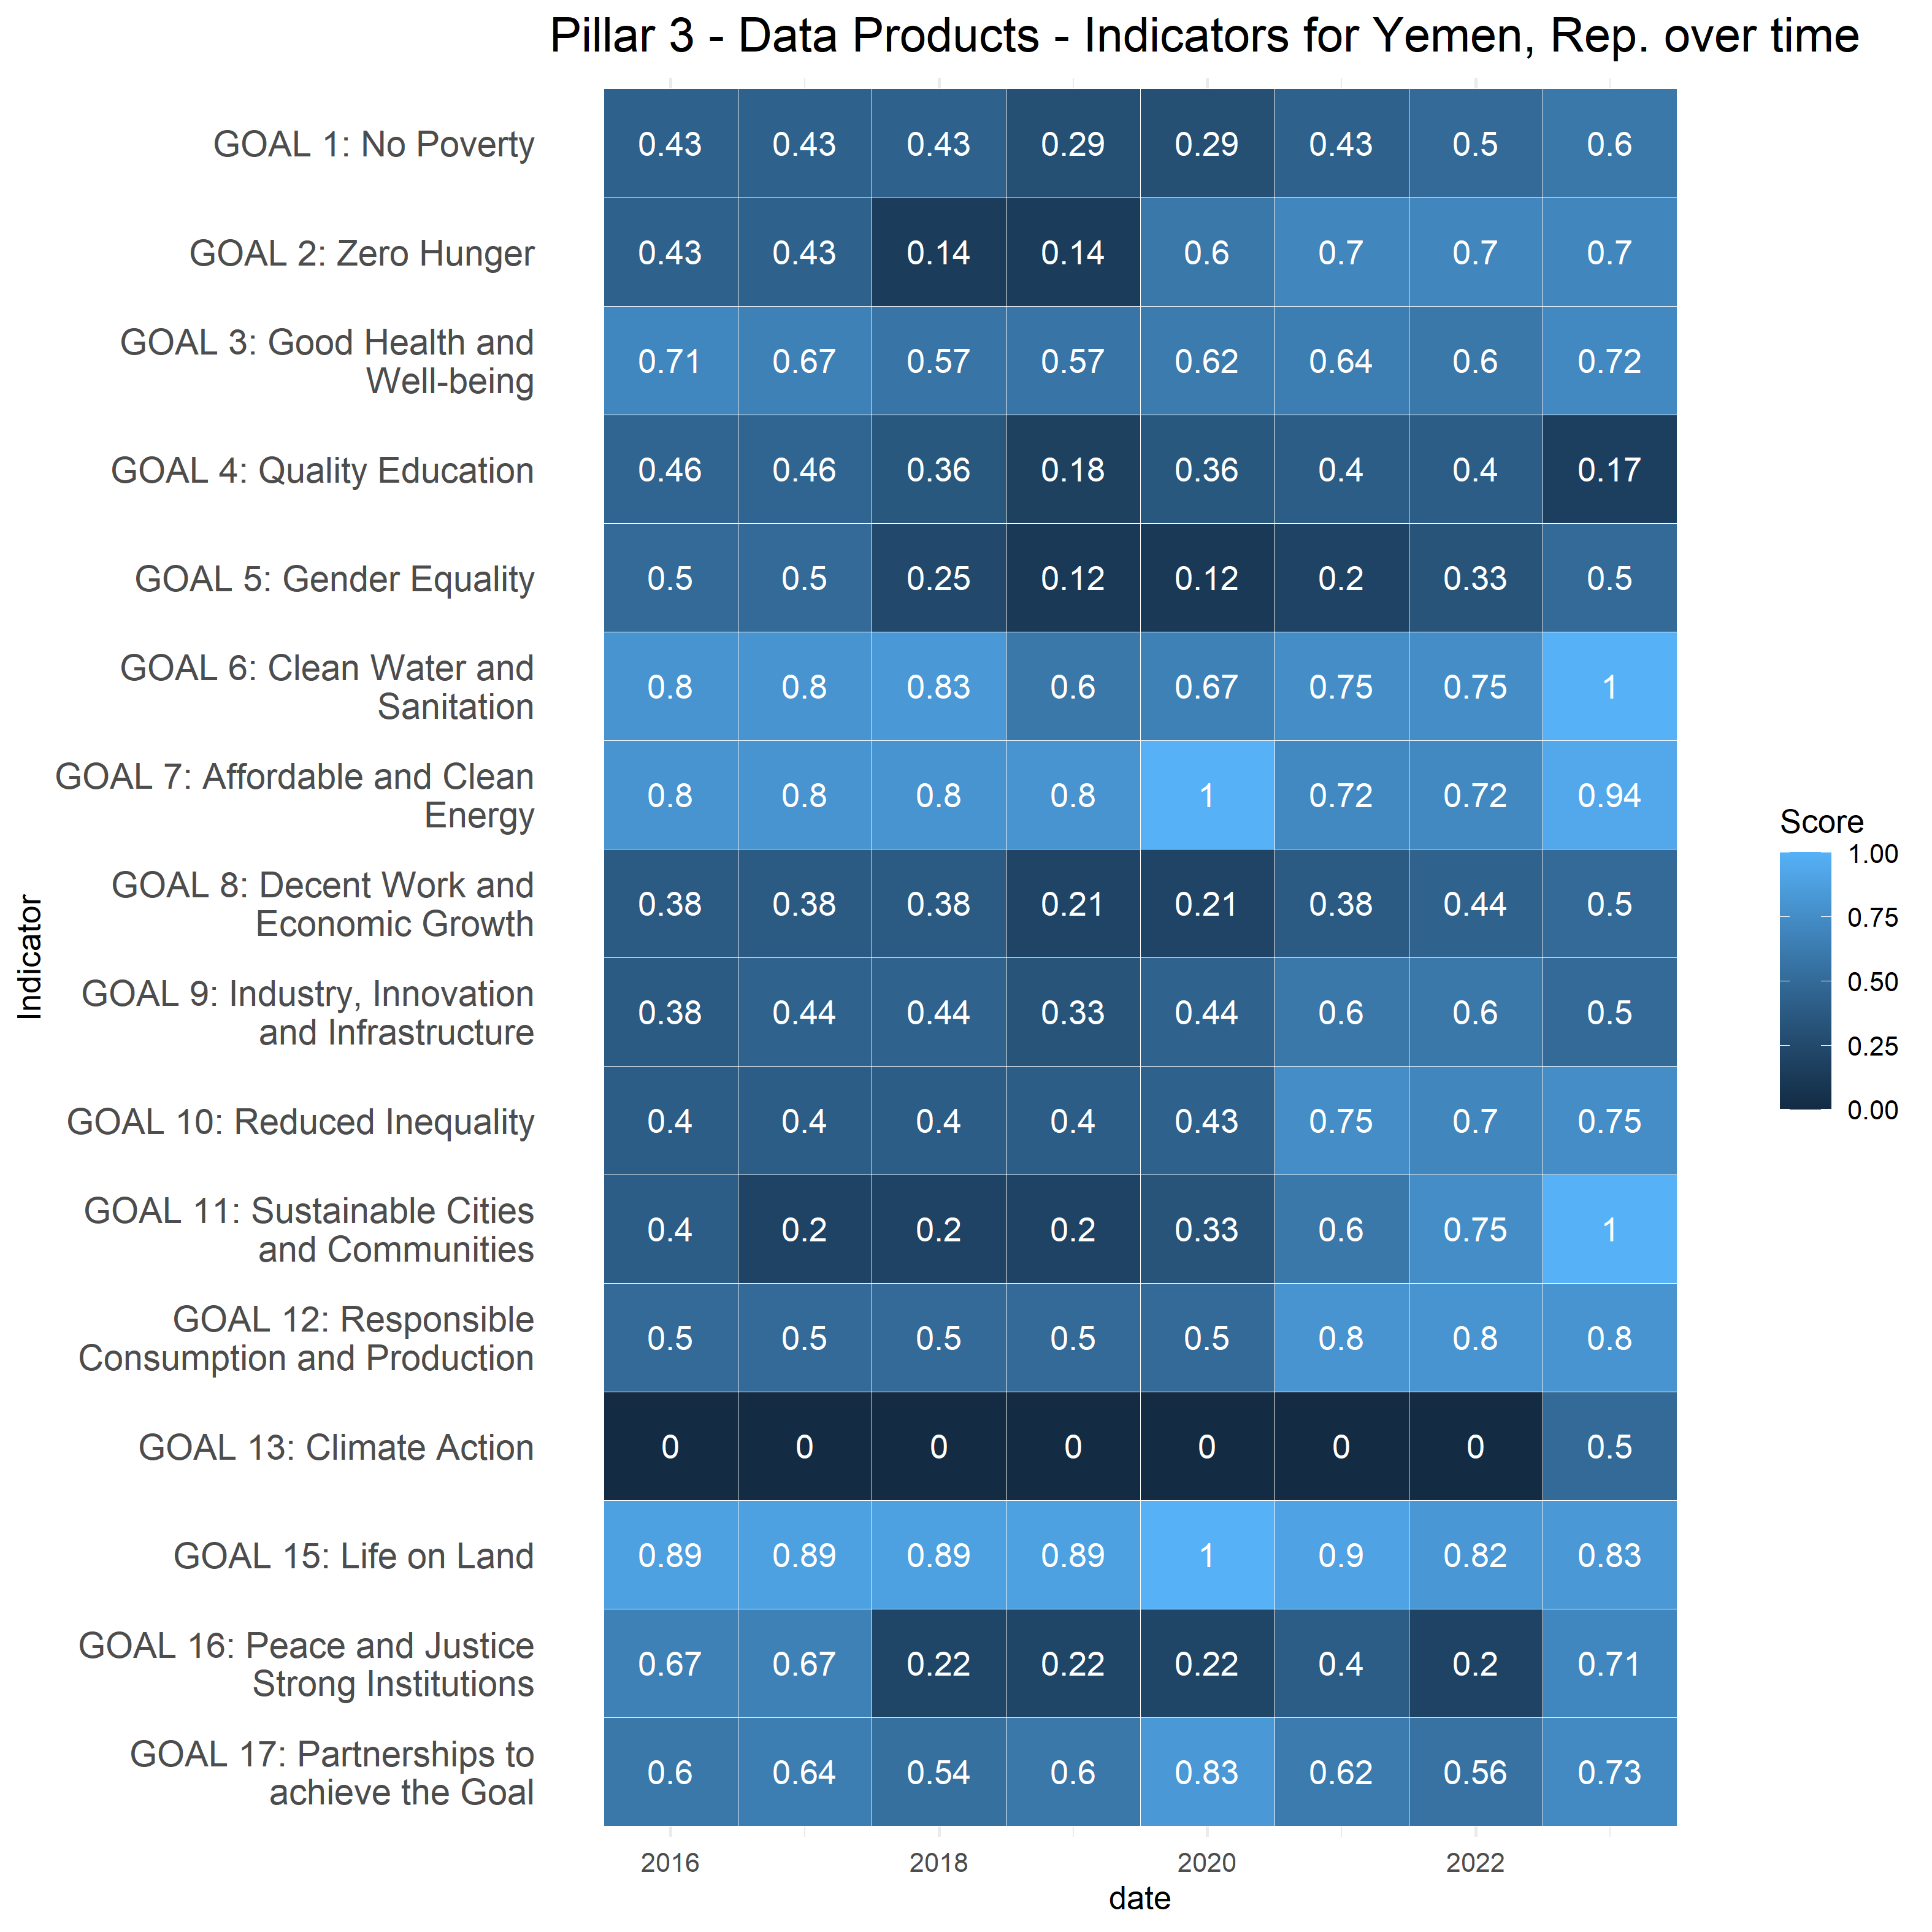 Pillar 3 - Data Products - Indicators for Yemen, Rep. over time
Indicator
GOAL 1: No Poverty
0.43 0.43 0.43 0.29 0.29 0.43 0.5 0.6
GOAL 2: Zero Hunger
0.43 0.43 0.14 0.14 0.6 0.7 0.7 0.7
GOAL 3: Good Health and
Well-being
0.71 0.67 0.57 0.57 0.62 0.64 0.6 0.72
GOAL 4: Quality Education
0.46 0.46 0.36 0.18 0.36 0.4 0.4 0.17
GOAL 5: Gender Equality
0.5 0.5 0.25 0.12 0.12 0.2 0.33 0.5
GOAL 6: Clean Water and
Sanitation
0.8 0.8 0.83 0.6 0.67 0.75 0.75 1
GOAL 7: Affordable and Clean
Energy
0.8 0.8 0.8 0.8 1 0.72 0.72 0.94
GOAL 8: Decent Work and
Economic Growth
0.38 0.38 0.38 0.21 0.21 0.38 0.44 0.5
GOAL 9: Industry, Innovation
and Infrastructure
0.38 0.44 0.44 0.33 0.44 0.6 0.6 0.5
GOAL 10: Reduced Inequality
0.4 0.4 0.4 0.4 0.43 0.75 0.7 0.75
GOAL 11: Sustainable Cities
and Communities
0.4 0.2 0.2 0.2 0.33 0.6 0.75 1
GOAL 12: Responsible
Consumption and Production
0.5 0.5 0.5 0.5 0.5 0.8 0.8 0.8
GOAL 13: Climate Action
0 0 0 0 0 0 0 0.5
GOAL 15: Life on Land
0.89 0.89 0.89 0.89 1 0.9 0.82 0.83
GOAL 16: Peace and Justice
Strong Institutions
0.67 0.67 0.22 0.22 0.22 0.4 0.2 0.71
GOAL 17: Partnerships to
achieve the Goal
0.6 0.64 0.54 0.6 0.83 0.62 0.56 0.73
2016 2018 2020 2022
date
Score
1.00
0.75
0.50
0.25
0.00